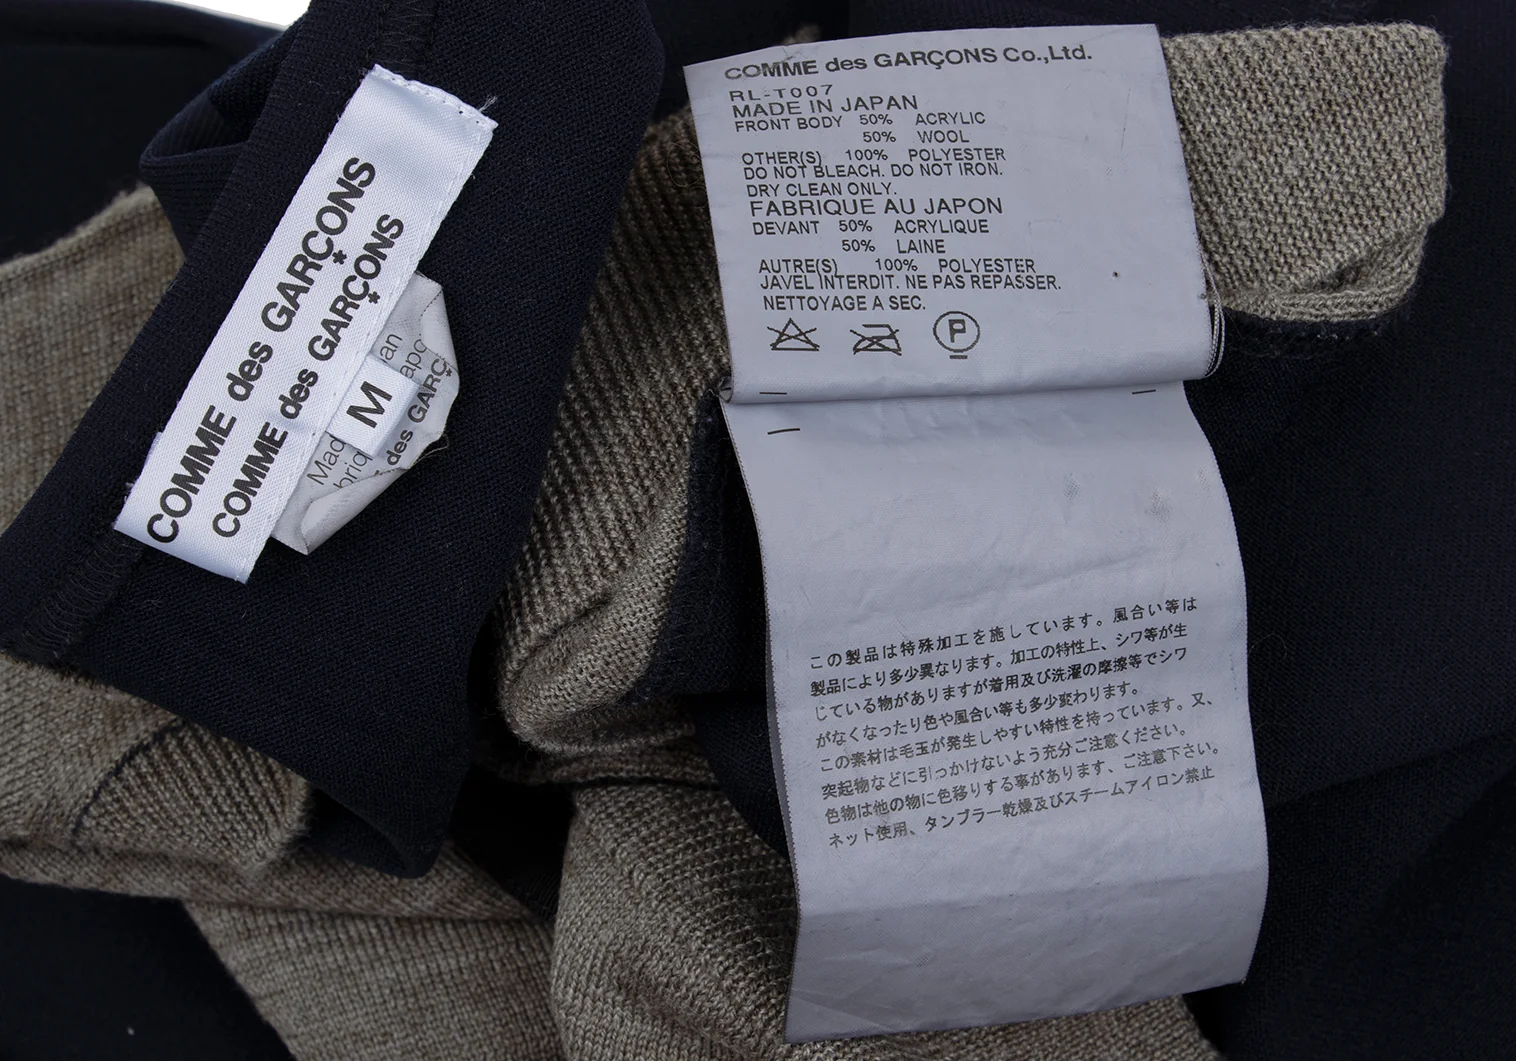 COMME des GARÇONS
COMME des GARÇONS
M
Mad
an
apo
briq
des GARÇ
COMME des GARÇONS Co.,Ltd.
RL-T007
MADE IN JAPAN
FRONT BODY 50% ACRYLIC
50% WOOL
OTHER(S) 100% POLYESTER
DO NOT BLEACH. DO NOT IRON.
DRY CLEAN ONLY.
FABRIQUE AU JAPON
DEVANT 50% ACRYLIQUE
50% LAINE
AUTRE(S) 100% POLYESTER
JAVEL INTERDIT. NE PAS REPASSER.
NETTOYAGE A SEC.
P
この製品は特殊加工を施しています。風合い等は
製品により多少異なります。加工の特性上、シワ等が生
じている物がありますが着用及び洗濯の摩擦等でシワ
がなくなったり色や風合い等も多少変わります。
この素材は毛玉が発生しやすい特性を持っています。又、
突起物などに引っかけないよう充分ご注意ください。
色物は他の物に色移りする事があります、ご注意下さい。
ネット使用、タンブラー乾燥及びスチームアイロン禁止